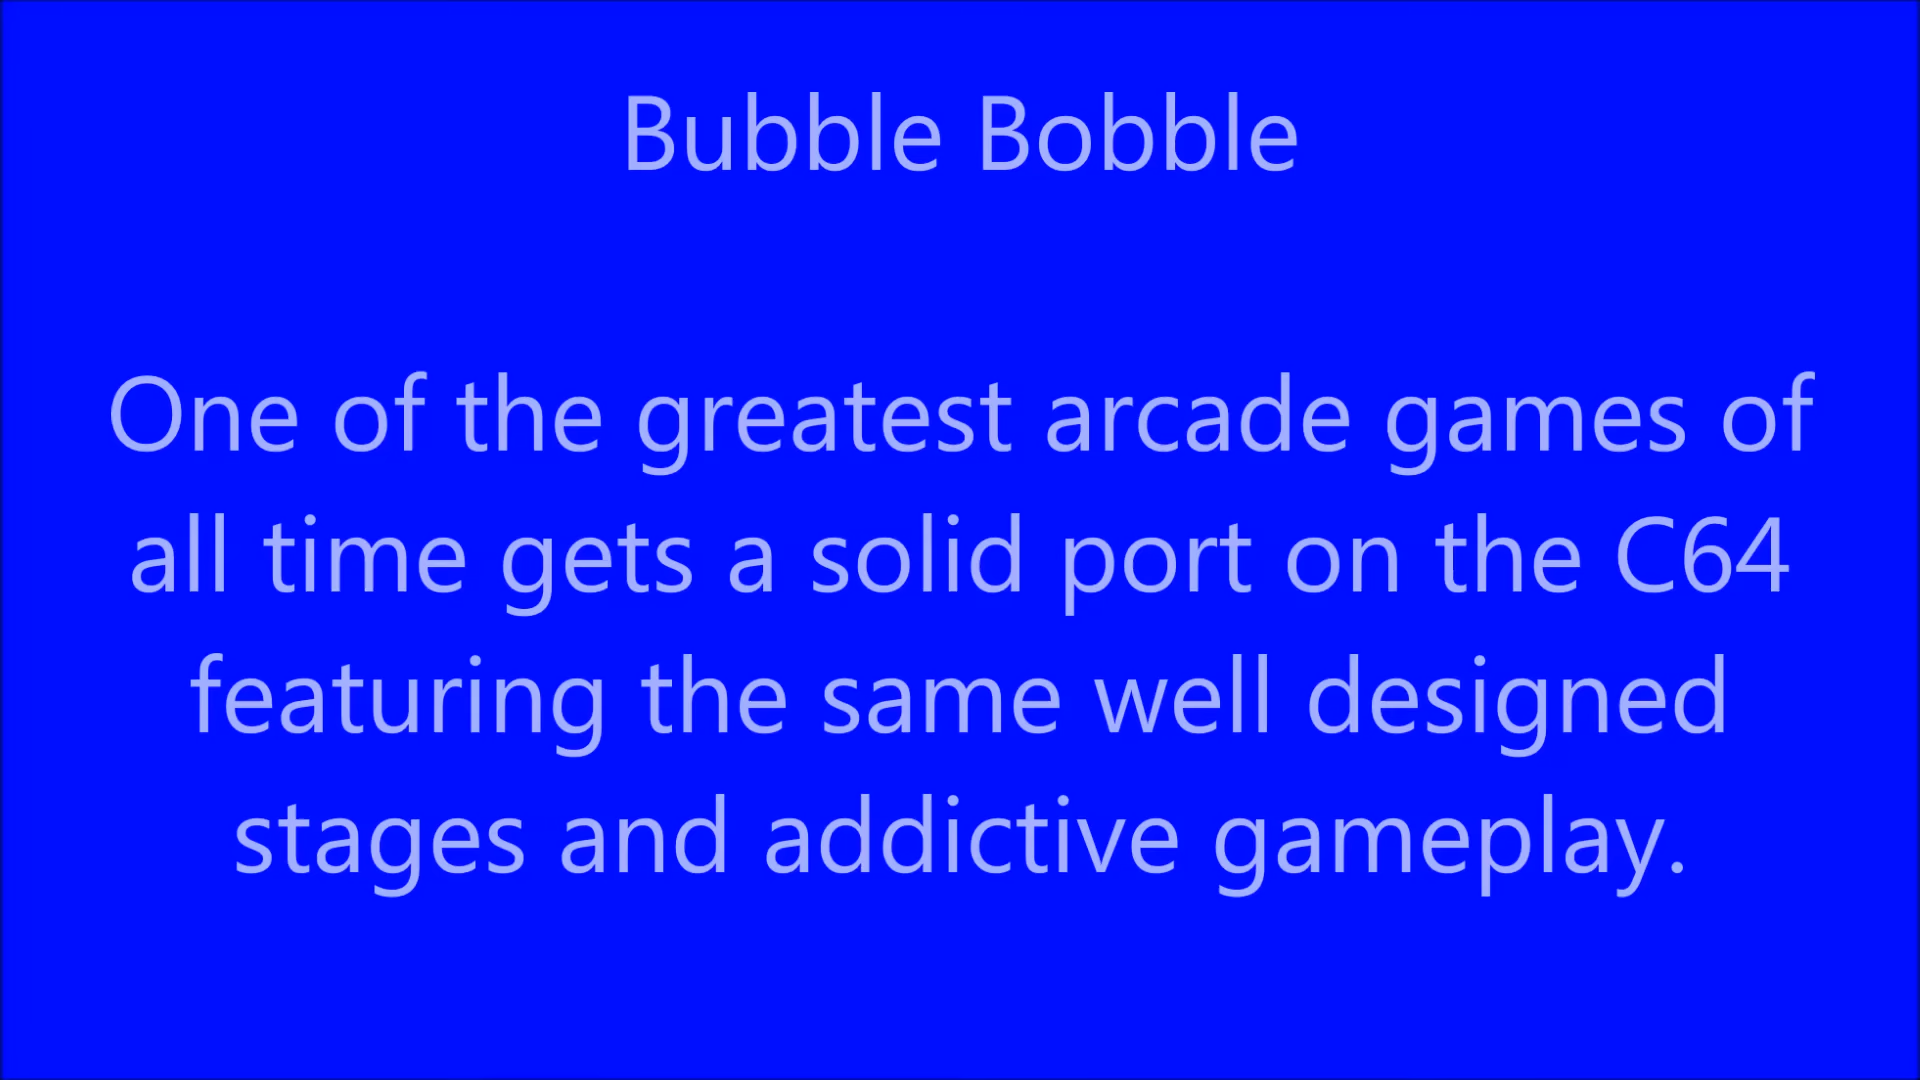 Bubble Bobble
One of the greatest arcade games of
all time gets a solid port on the C64
featuring the same well designed
stages and addictive gameplay.